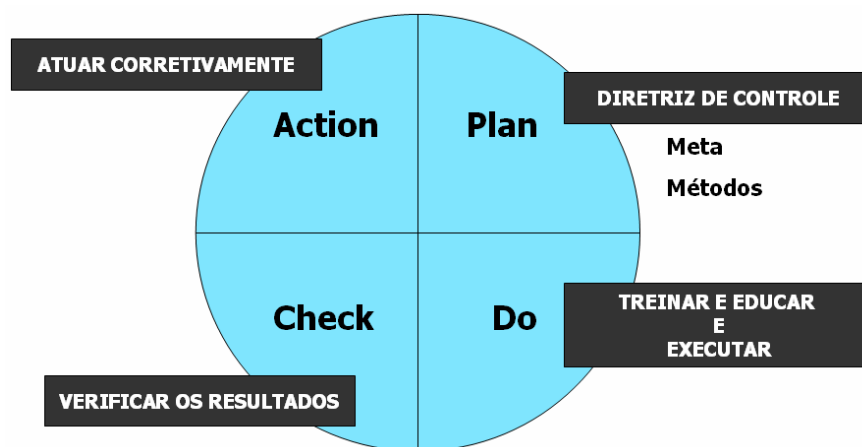 ATUAR CORRETIVAMENTE
Action
Plan
DIRETRIZ DE CONTROLE
Meta
Métodos
Check
Do
TREINAR E EDUCAR
E
EXECUTAR
VERIFICAR OS RESULTADOS